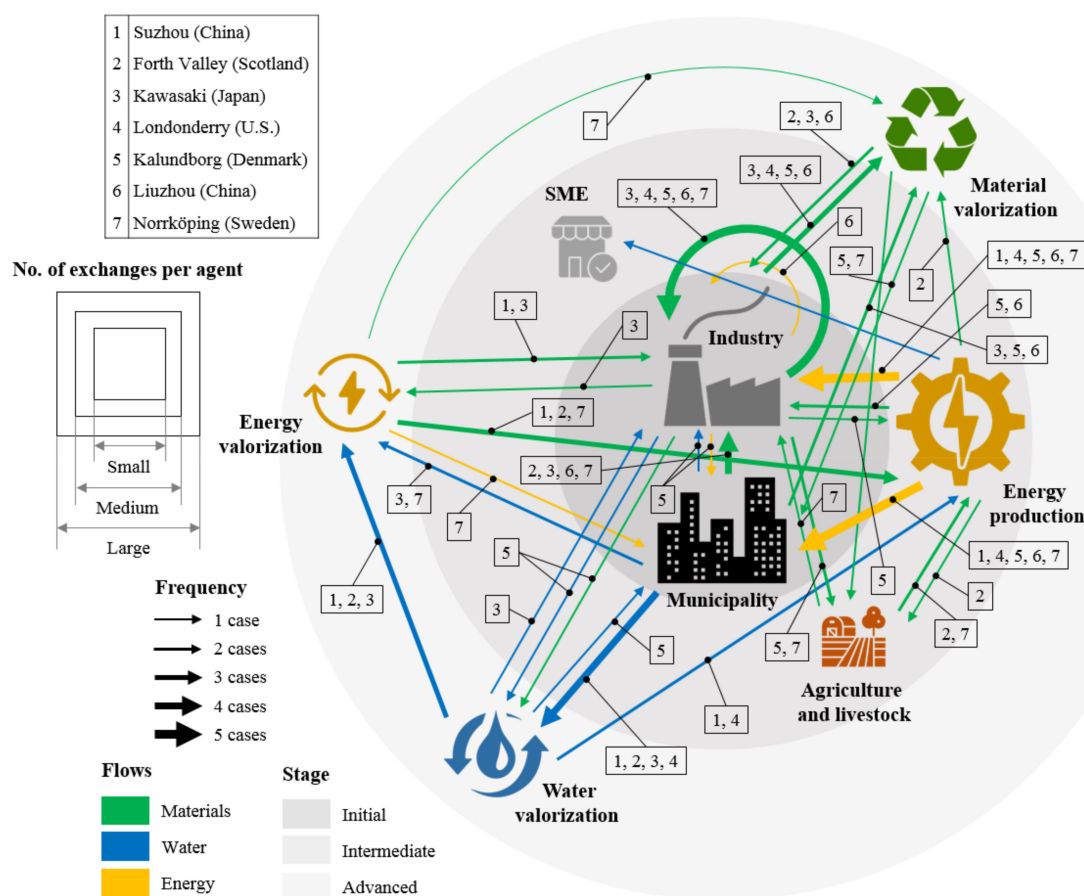 1 Suzhou (China)
2 Forth Valley (Scotland)
3 Kawasaki (Japan)
4 Londonderry (U.S.)
5 Kalundborg (Denmark)
6 Liuzhou (China)
7 Norrköping (Sweden)
No. of exchanges per agent
Small
Medium
Large
Frequency
1 case
2 cases
3 cases
4 cases
5 cases
Flows
Materials
Water
Energy
Stage
Initial
Intermediate
Advanced
7
2, 3, 6
3, 4, 5, 6
SME
3, 4, 5, 6, 7
6
Material
valorization
5, 7
2
1, 4, 5, 6, 7
5, 6
3, 5, 6
1, 3
3
Industry
Energy
valorization
1, 2, 7
2, 3, 6, 7
3, 7
7
5
7
Energy
production
1, 4, 5, 6, 7
5
2
2, 7
1, 2, 3
5
3
Municipality
5
5, 7
Agriculture
and livestock
1, 4
1, 2, 3, 4
Water
valorization